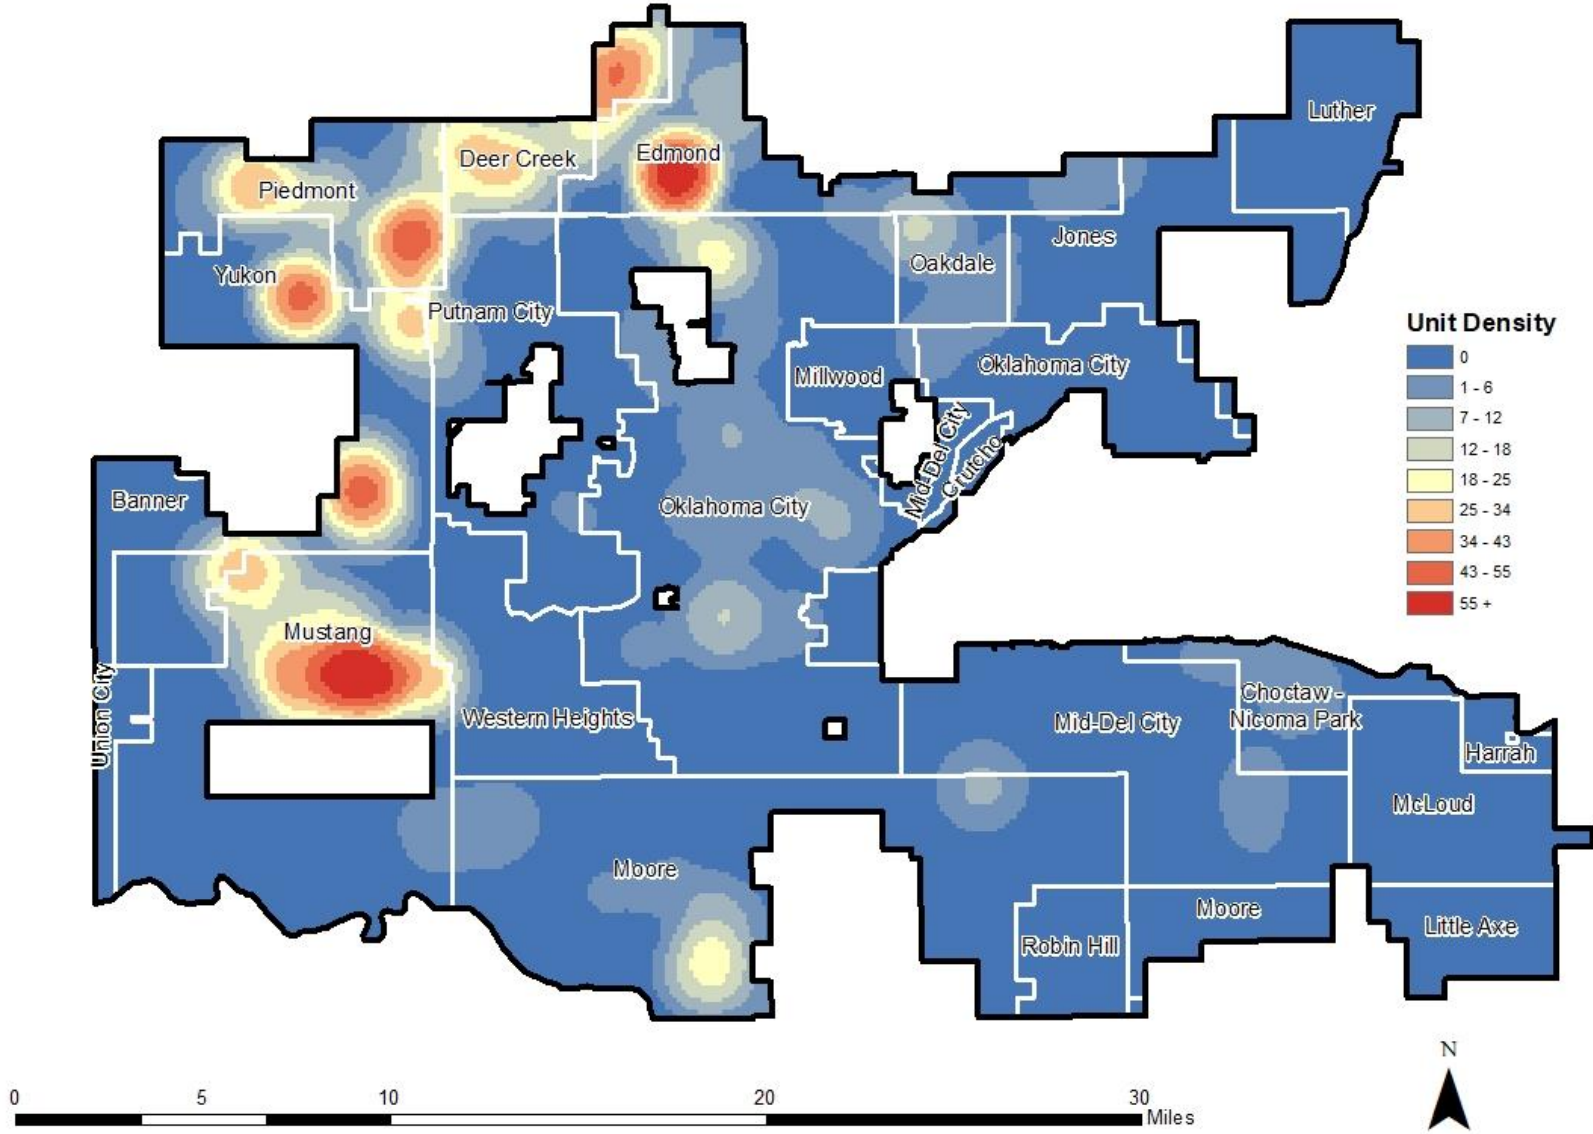 Luther
Deer Creek
Edmond
Piedmont
Jones
Oakdale
Yukon
Putnam City
Unit Density
0
1 - 6
7 - 12
12 - 18
18 - 25
25 - 34
34 - 43
43 - 55
55 +
Millwood
Oklahoma City
Mid-Del City
Crutcho
Banner
Oklahoma City
Mustang
Union City
Western Heights
Mid-Del City
Choctaw -
Nicoma Park
Harrah
McLoud
Moore
Moore
Robin Hill
Little Axe
N
0 5 10 20 30
Miles